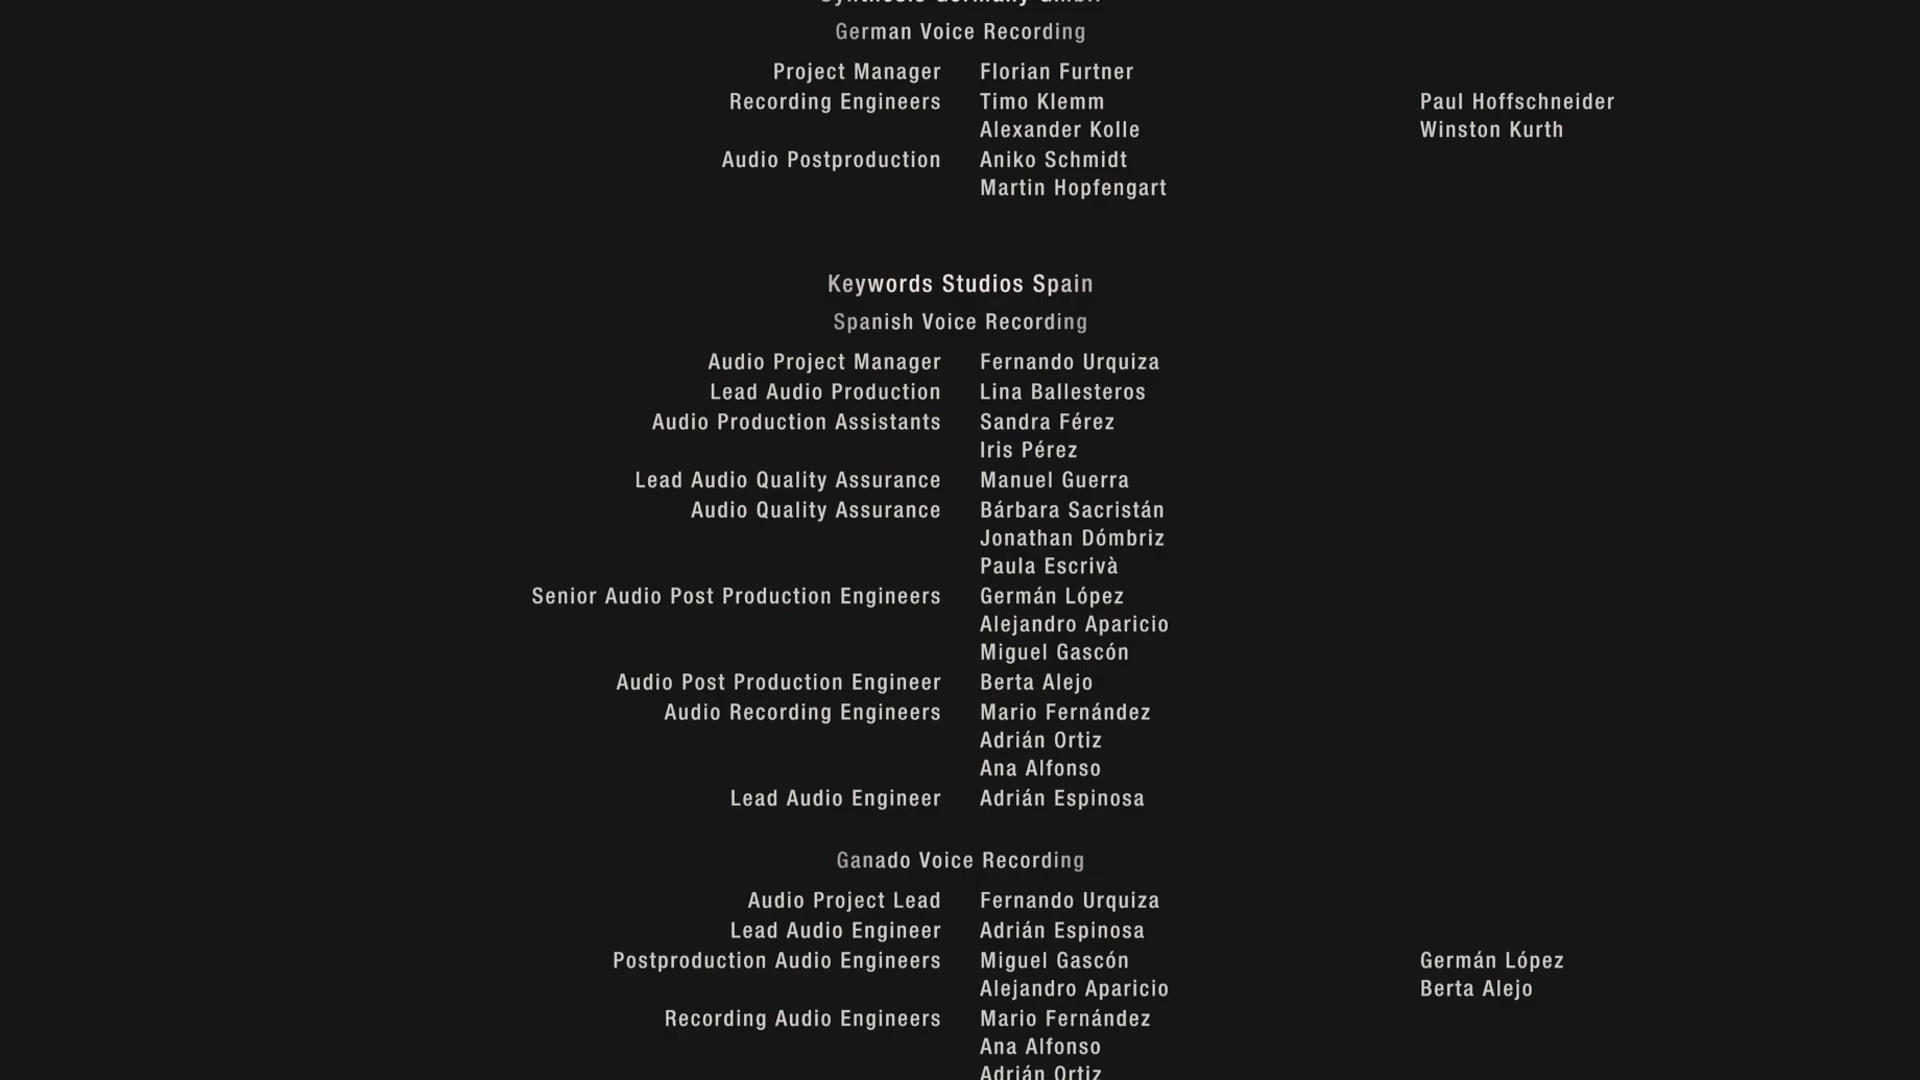 Synthesis Germany GmbH
German Voice Recording
Project Manager Florian Furtner
Recording Engineers Timo Klemm Paul Hoffschneider
Alexander Kolle Winston Kurth
Audio Postproduction Aniko Schmidt
Martin Hopfengart
Keywords Studios Spain
Spanish Voice Recording
Audio Project Manager Fernando Urquiza
Lead Audio Production Lina Ballesteros
Audio Production Assistants Sandra Férez
Iris Pérez
Lead Audio Quality Assurance Manuel Guerra
Audio Quality Assurance Bárbara Sacristán
Jonathan Dómbriz
Paula Escrivà
Senior Audio Post Production Engineers Germán López
Alejandro Aparicio
Miguel Gascón
Audio Post Production Engineer Berta Alejo
Audio Recording Engineers Mario Fernández
Adrián Ortiz
Ana Alfonso
Lead Audio Engineer Adrián Espinosa
Ganado Voice Recording
Audio Project Lead Fernando Urquiza
Lead Audio Engineer Adrián Espinosa
Postproduction Audio Engineers Miguel Gascón Germán López
Alejandro Aparicio Berta Alejo
Recording Audio Engineers Mario Fernández
Ana Alfonso
Adrián Ortiz